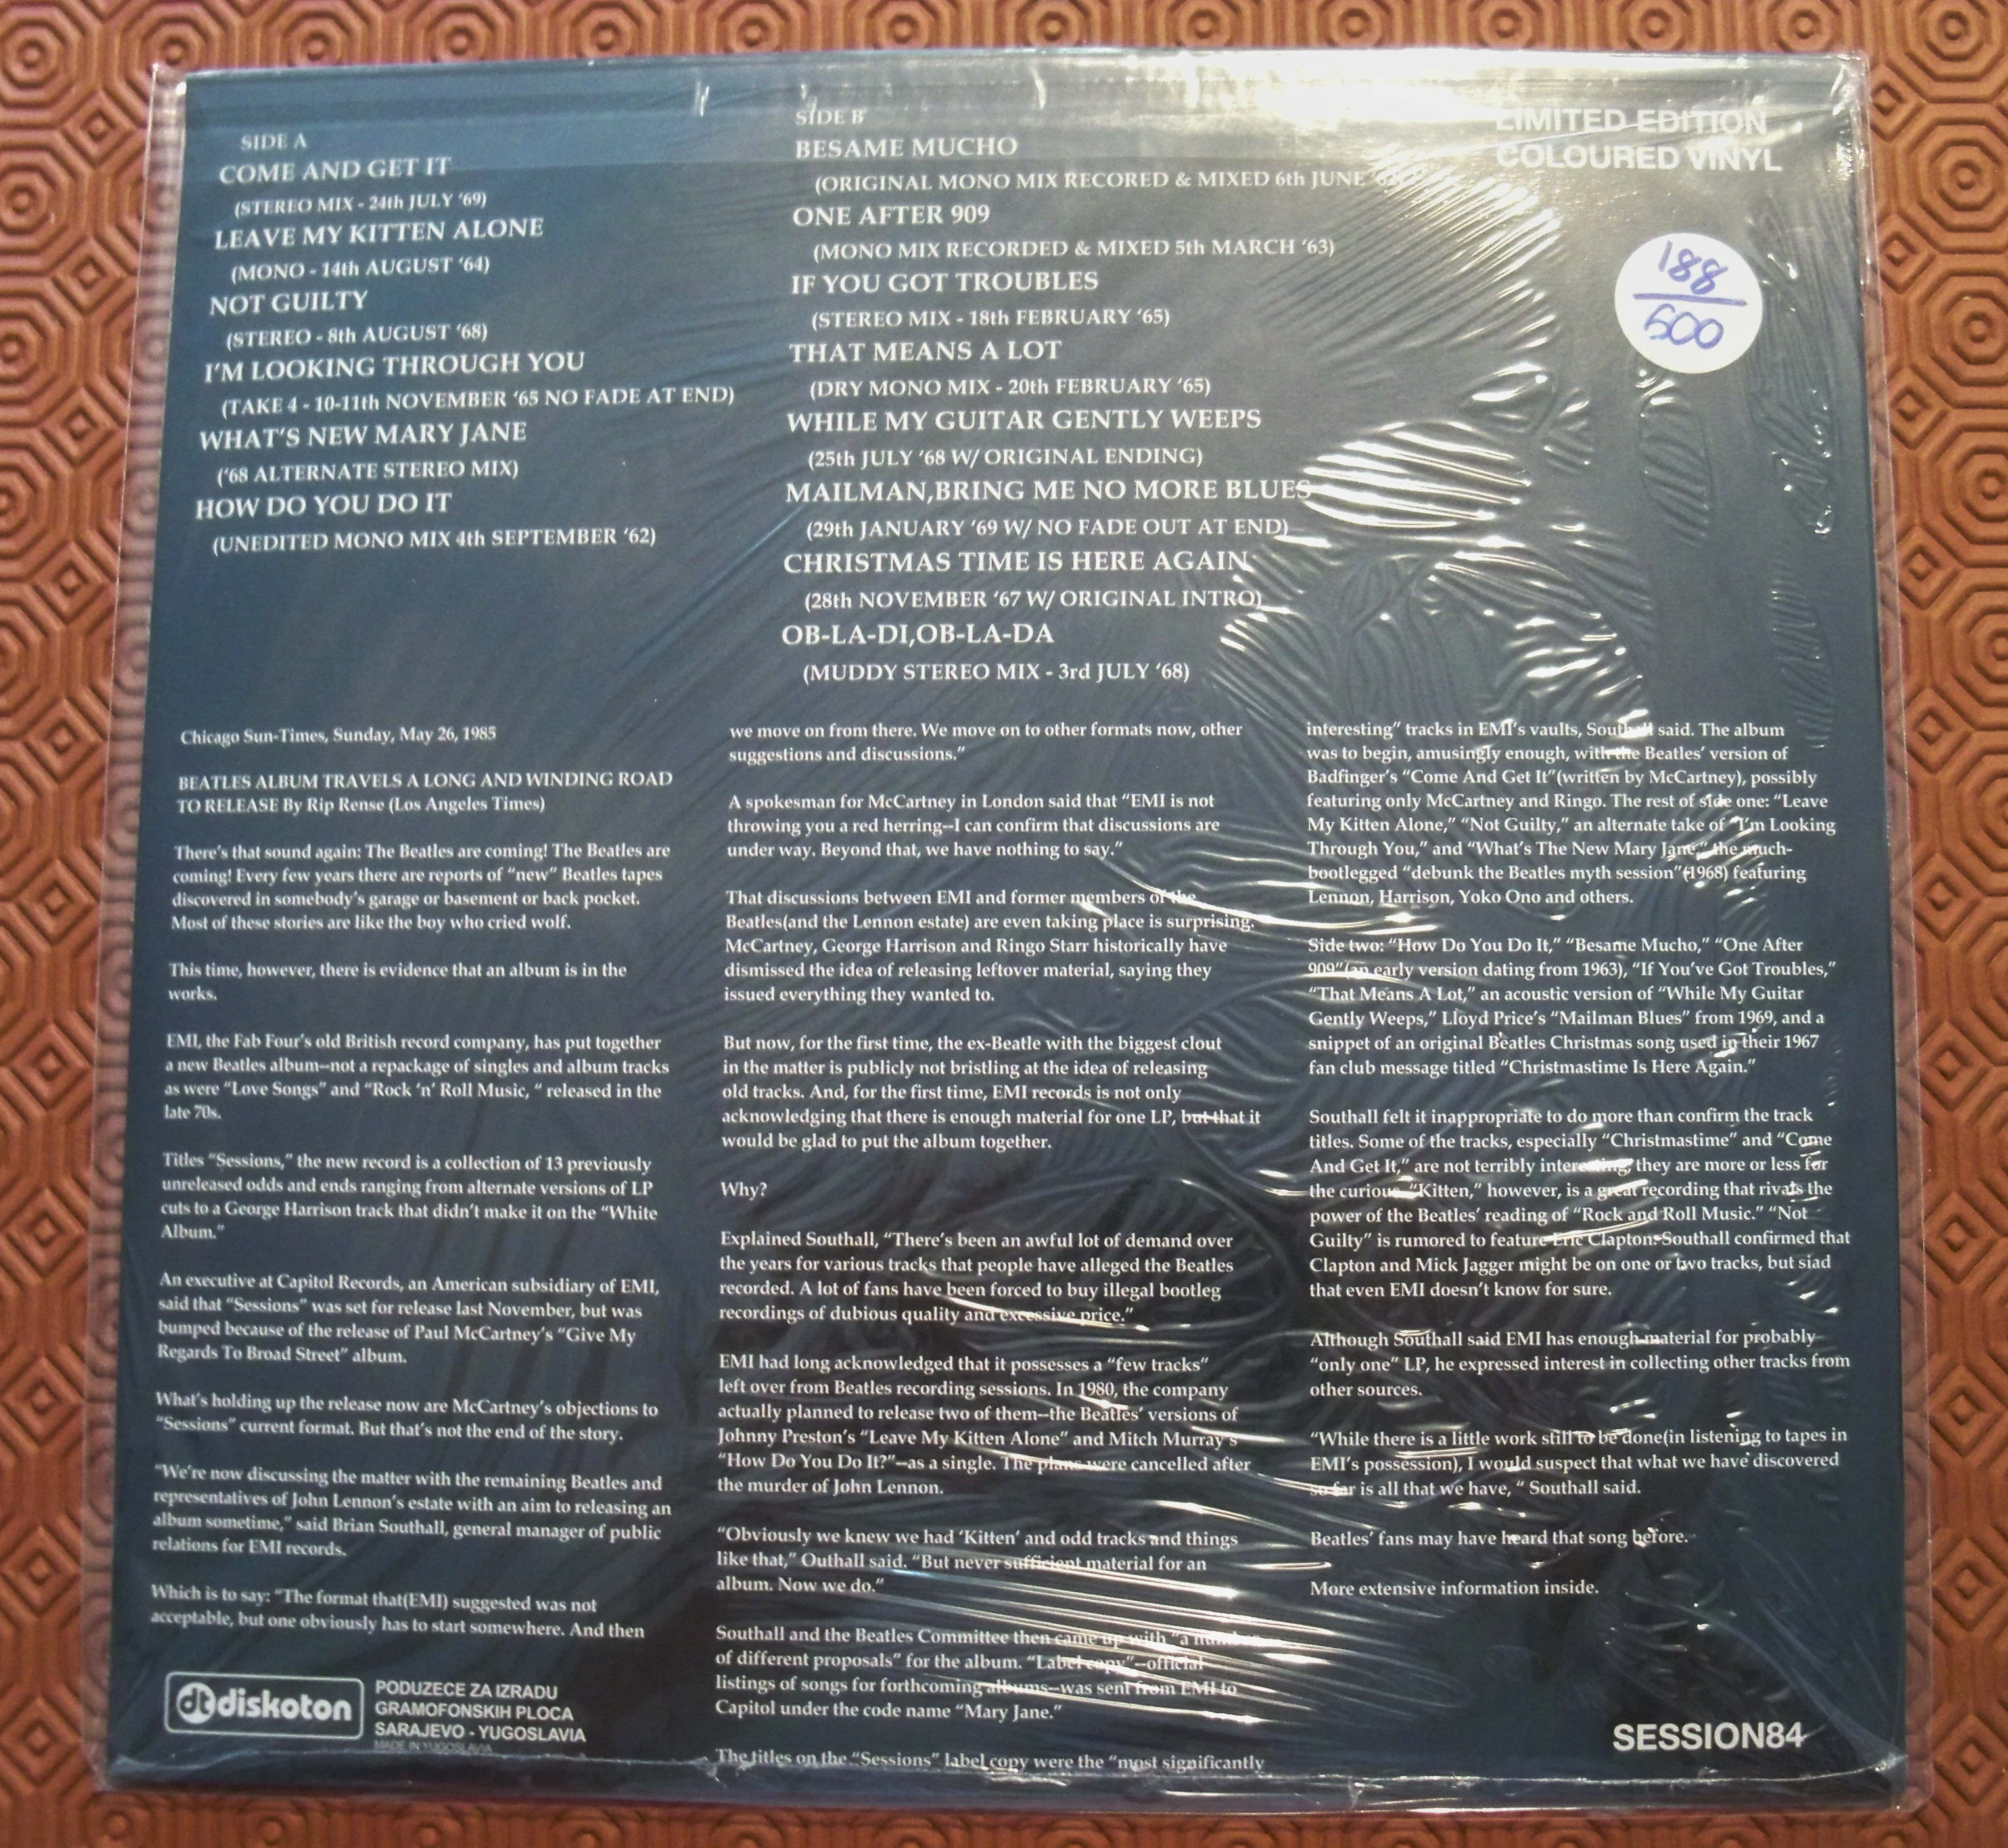 SIDE A
COME AND GET IT
(STEREO MIX - 24th JULY ‘69)
LEAVE MY KITTEN ALONE
(MONO - 14th AUGUST ‘64)
NOT GUILTY
(STEREO - 8th AUGUST ‘68)
I’M LOOKING THROUGH YOU
(TAKE 4 - 10-11th NOVEMBER ‘65 NO FADE AT END)
WHAT’S NEW MARY JANE
(‘68 ALTERNATE STEREO MIX)
HOW DO YOU DO IT
(UNEDITED MONO MIX 4th SEPTEMBER ‘62)
SIDE B
BESAME MUCHO
(ORIGINAL MONO MIX RECORED & MIXED 6th JUNE
ONE AFTER 909
(MONO MIX RECORDED & MIXED 5th MARCH ‘63)
IF YOU GOT TROUBLES
(STEREO MIX - 18th FEBRUARY ‘65)
THAT MEANS A LOT
(DRY MONO MIX - 20th FEBRUARY ‘65)
WHILE MY GUITAR GENTLY WEEPS
(25th JULY ‘68 W/ ORIGINAL ENDING)
MAILMAN,BRING ME NO MORE BLUES
(29th JANUARY ‘69 W/ NO FADE OUT AT END)
CHRISTMAS TIME IS HERE AGAIN
(28th NOVEMBER ‘67 W/ ORIGINAL INTRO)
OB-LA-DI,OB-LA-DA
(MUDDY STEREO MIX - 3rd JULY ‘68)
LIMITED EDITION
COLOURED VINYL
188
500
Chicago Sun-Times, Sunday, May 26, 1985
BEATLES ALBUM TRAVELS A LONG AND WINDING ROAD
TO RELEASE By Rip Rense (Los Angeles Times)
There’s that sound again: The Beatles are coming! The Beatles are
coming! Every few years there are reports of “new” Beatles tapes
discovered in somebody’s garage or basement or back pocket.
Most of these stories are like the boy who cried wolf.
This time, however, there is evidence that an album is in the
works.
EMI, the Fab Four’s old British record company, has put together
a new Beatles album--not a repackage of singles and album tracks
as were “Love Songs” and “Rock ‘n’ Roll Music, “ released in the
late 70s.
Titles “Sessions,” the new record is a collection of 13 previously
unreleased odds and ends ranging from alternate versions of LP
cuts to a George Harrison track that didn’t make it on the “White
Album.”
An executive at Capitol Records, an American subsidiary of EMI,
said that “Sessions” was set for release last November, but was
bumped because of the release of Paul McCartney’s “Give My
Regards To Broad Street” album.
What’s holding up the release now are McCartney’s objections to
“Sessions” current format. But that’s not the end of the story.
“We’re now discussing the matter with the remaining Beatles and
representatives of John Lennon’s estate with an aim to releasing an
album sometime,” said Brian Southall, general manager of public
relations for EMI records.
Which is to say: “The format that(EMI) suggested was not
acceptable, but one obviously has to start somewhere. And then
we move on from there. We move on to other formats now, other
suggestions and discussions.”
A spokesman for McCartney in London said that “EMI is not
throwing you a red herring--I can confirm that discussions are
under way. Beyond that, we have nothing to say.”
That discussions between EMI and former members of the
Beatles(and the Lennon estate) are even taking place is surprising.
McCartney, George Harrison and Ringo Starr historically have
dismissed the idea of releasing leftover material, saying they
issued everything they wanted to.
But now, for the first time, the ex-Beatle with the biggest clout
in the matter is publicly not bristling at the idea of releasing
old tracks. And, for the first time, EMI records is not only
acknowledging that there is enough material for one LP, but that it
would be glad to put the album together.
Why?
Explained Southall, “There’s been an awful lot of demand over
the years for various tracks that people have alleged the Beatles
recorded. A lot of fans have been forced to buy illegal bootleg
recordings of dubious quality and excessive price.”
EMI had long acknowledged that it possesses a “few tracks”
left over from Beatles recording sessions. In 1980, the company
actually planned to release two of them--the Beatles’ versions of
Johnny Preston’s “Leave My Kitten Alone” and Mitch Murray’s
“How Do You Do It?”--as a single. The plans were cancelled after
the murder of John Lennon.
“Obviously we knew we had ‘Kitten’ and odd tracks and things
like that,” Outhall said. “But never sufficient material for an
album. Now we do.”
Southall and the Beatles Committee then came up with “a number
of different proposals” for the album. “Label copy”--official
listings of songs for forthcoming albums--was sent from EMI to
Capitol under the code name “Mary Jane.”
The titles on the “Sessions” label copy were the “most significantly
interesting” tracks in EMI’s vaults, Southall said. The album
was to begin, amusingly enough, with the Beatles’ version of
Badfinger’s “Come And Get It”(written by McCartney), possibly
featuring only McCartney and Ringo. The rest of side one: “Leave
My Kitten Alone,” “Not Guilty,” an alternate take of “I’m Looking
Through You,” and “What’s The New Mary Jane,” the much-
bootlegged “debunk the Beatles myth session”(1968) featuring
Lennon, Harrison, Yoko Ono and others.
Side two: “How Do You Do It,” “Besame Mucho,” “One After
909”(an early version dating from 1963), “If You’ve Got Troubles,”
“That Means A Lot,” an acoustic version of “While My Guitar
Gently Weeps,” Lloyd Price’s “Mailman Blues” from 1969, and a
snippet of an original Beatles Christmas song used in their 1967
fan club message titled “Christmastime Is Here Again.”
Southall felt it inappropriate to do more than confirm the track
titles. Some of the tracks, especially “Christmastime” and “Come
And Get It,” are not terribly interesting; they are more or less for
the curious. “Kitten,” however, is a great recording that rivals the
power of the Beatles’ reading of “Rock and Roll Music.” “Not
Guilty” is rumored to feature Eric Clapton. Southall confirmed that
Clapton and Mick Jagger might be on one or two tracks, but siad
that even EMI doesn’t know for sure.
Although Southall said EMI has enough material for probably
“only one” LP, he expressed interest in collecting other tracks from
other sources.
“While there is a little work still to be done(in listening to tapes in
EMI’s possession), I would suspect that what we have discovered
so far is all that we have, “ Southall said.
Beatles’ fans may have heard that song before.
More extensive information inside.
dt diskoton
PODUZECE ZA IZRADU
GRAMOFONSKIH PLOCA
SARAJEVO - YUGOSLAVIA
MADE IN YUGOSLAVIA
SESSION84